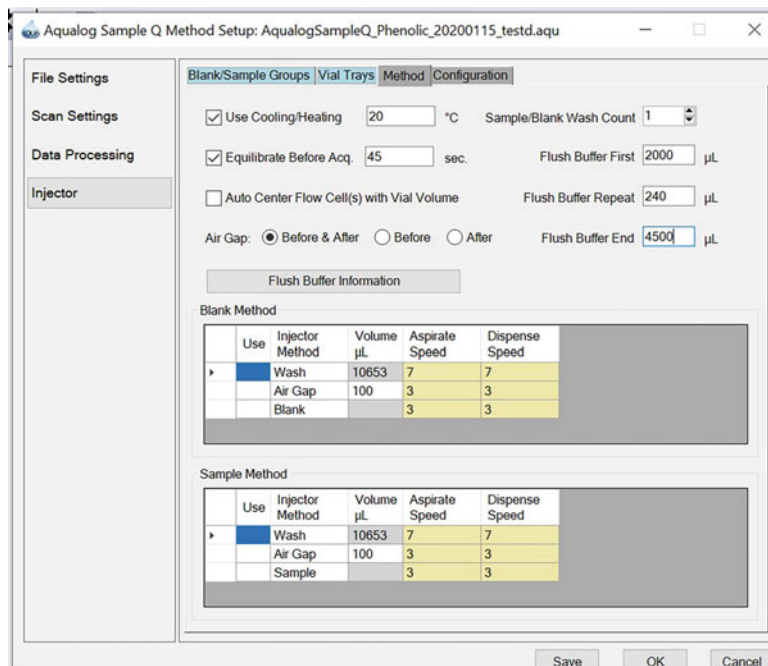 Aqualog Sample Q Method Setup: AqualogSampleQ_Phenolic_20200115_testd.aqu
File Settings
Scan Settings
Data Processing
Injector
Blank/Sample Groups Vial Trays Method Configuration
Use Cooling/Heating 20 °C Sample/Blank Wash Count 1
Equilibrate Before Acq. 45 sec. Flush Buffer First 2000 µL
Auto Center Flow Cell(s) with Vial Volume Flush Buffer Repeat 240 µL
Air Gap: Before & After Before After Flush Buffer End 4500 µL
Flush Buffer Information
Blank Method
Use Injector Method Volume µL Aspirate Speed Dispense Speed
Wash 10653 7 7
Air Gap 100 3 3
Blank 3 3
Sample Method
Use Injector Method Volume µL Aspirate Speed Dispense Speed
Wash 10653 7 7
Air Gap 100 3 3
Sample 3 3
Save OK Cancel